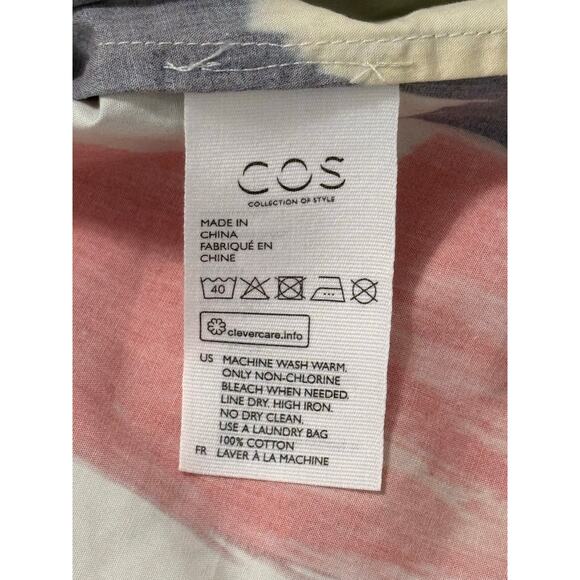 COS
COLLECTION OF STYLE
MADE IN
CHINA
FABRIQUÉ EN
CHINE
40
clevercare.info
US MACHINE WASH WARM.
ONLY NON-CHLORINE
BLEACH WHEN NEEDED.
LINE DRY. HIGH IRON.
NO DRY CLEAN.
USE A LAUNDRY BAG
100% COTTON
FR LAVER À LA MACHINE